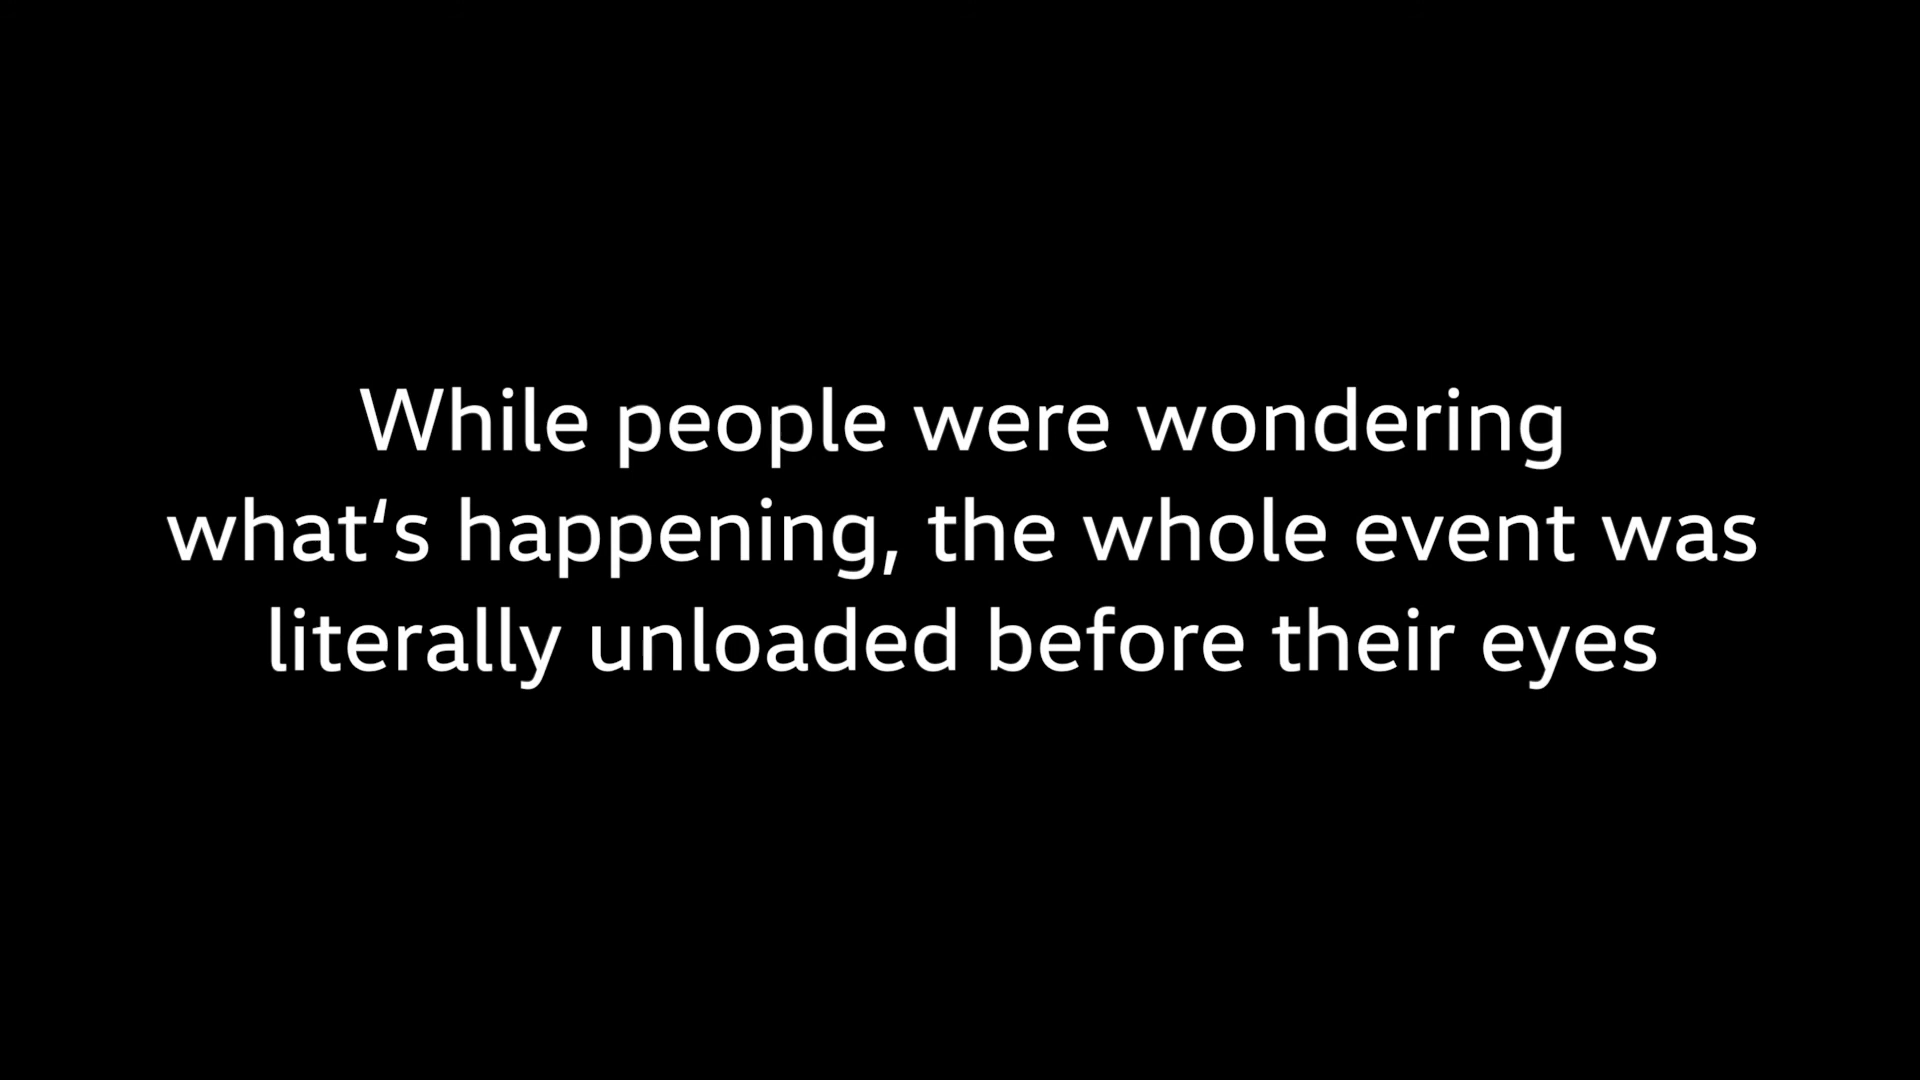 While people were wondering
what‘s happening, the whole event was
literally unloaded before their eyes